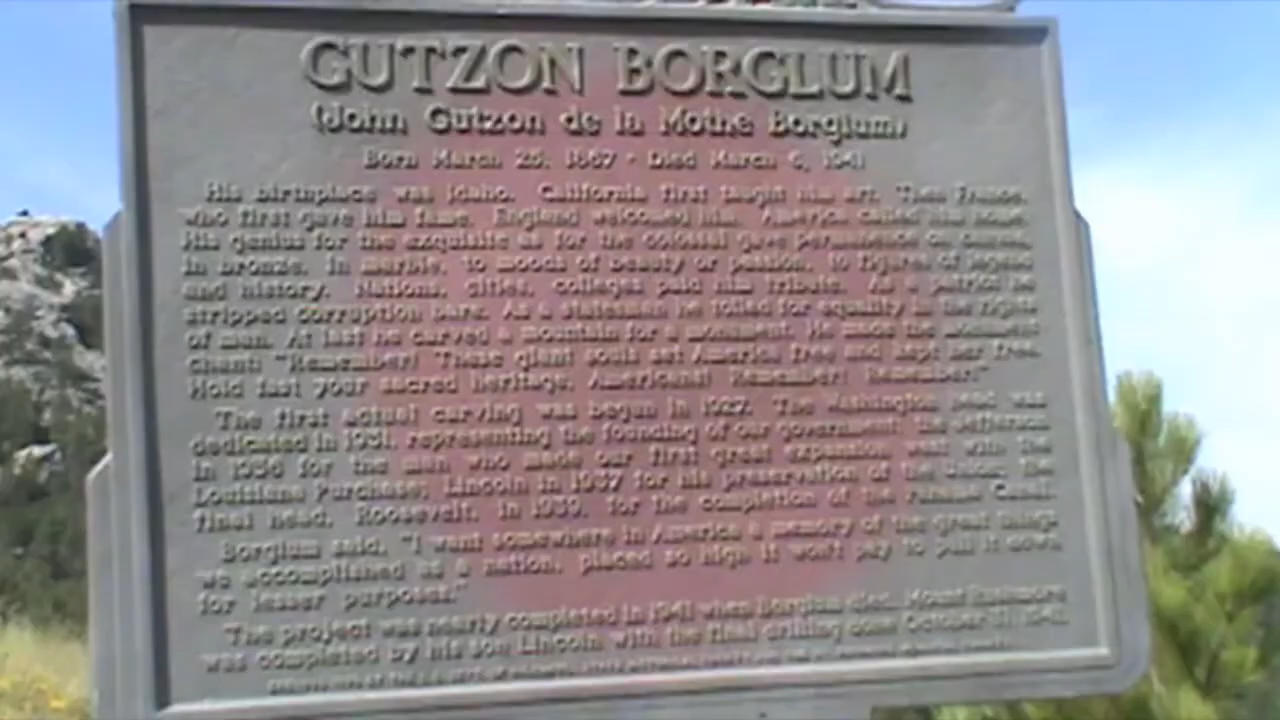 GUTZON BORGLUM
(John Gutzon de la Mothe Borglum)
Born March 25, 1867 • Died March 6, 1941
His birthplace was Idaho. California first taught him art. Then France,
who first gave him fame. England welcomed him. America called him home.
His genius for the exquisite as for the colossal gave permanence on canvas,
in bronze, in marble, to moods of beauty or passion, to figures of legend
and history. Nations, cities, colleges paid him tribute. As a patriot he
stripped corruption bare. As a statesman he toiled for equality in the rights
of man. At last he carved a mountain for a monument. He made the monument
chant: "Remember! These giant souls set America free and kept her free.
Hold fast your sacred heritage, Americans! Remember! Remember!"
The first actual carving was begun in 1927. The Washington head was
dedicated in 1931, representing the founding of our government; the Jefferson
in 1936 for the man who made our first great expansion west with the
Louisiana Purchase; Lincoln in 1937 for his preservation of the Union; the
final head, Roosevelt, in 1939, for the completion of the Panama Canal.
Borglum said, "I want somewhere in America a memory of the great things
we accomplished as a nation, placed so high it won't pay to pull it down
for lesser purposes."
The project was nearly completed in 1941 when Borglum died. Mount Rushmore
was completed by his son Lincoln with the final drilling done October 31, 1941.